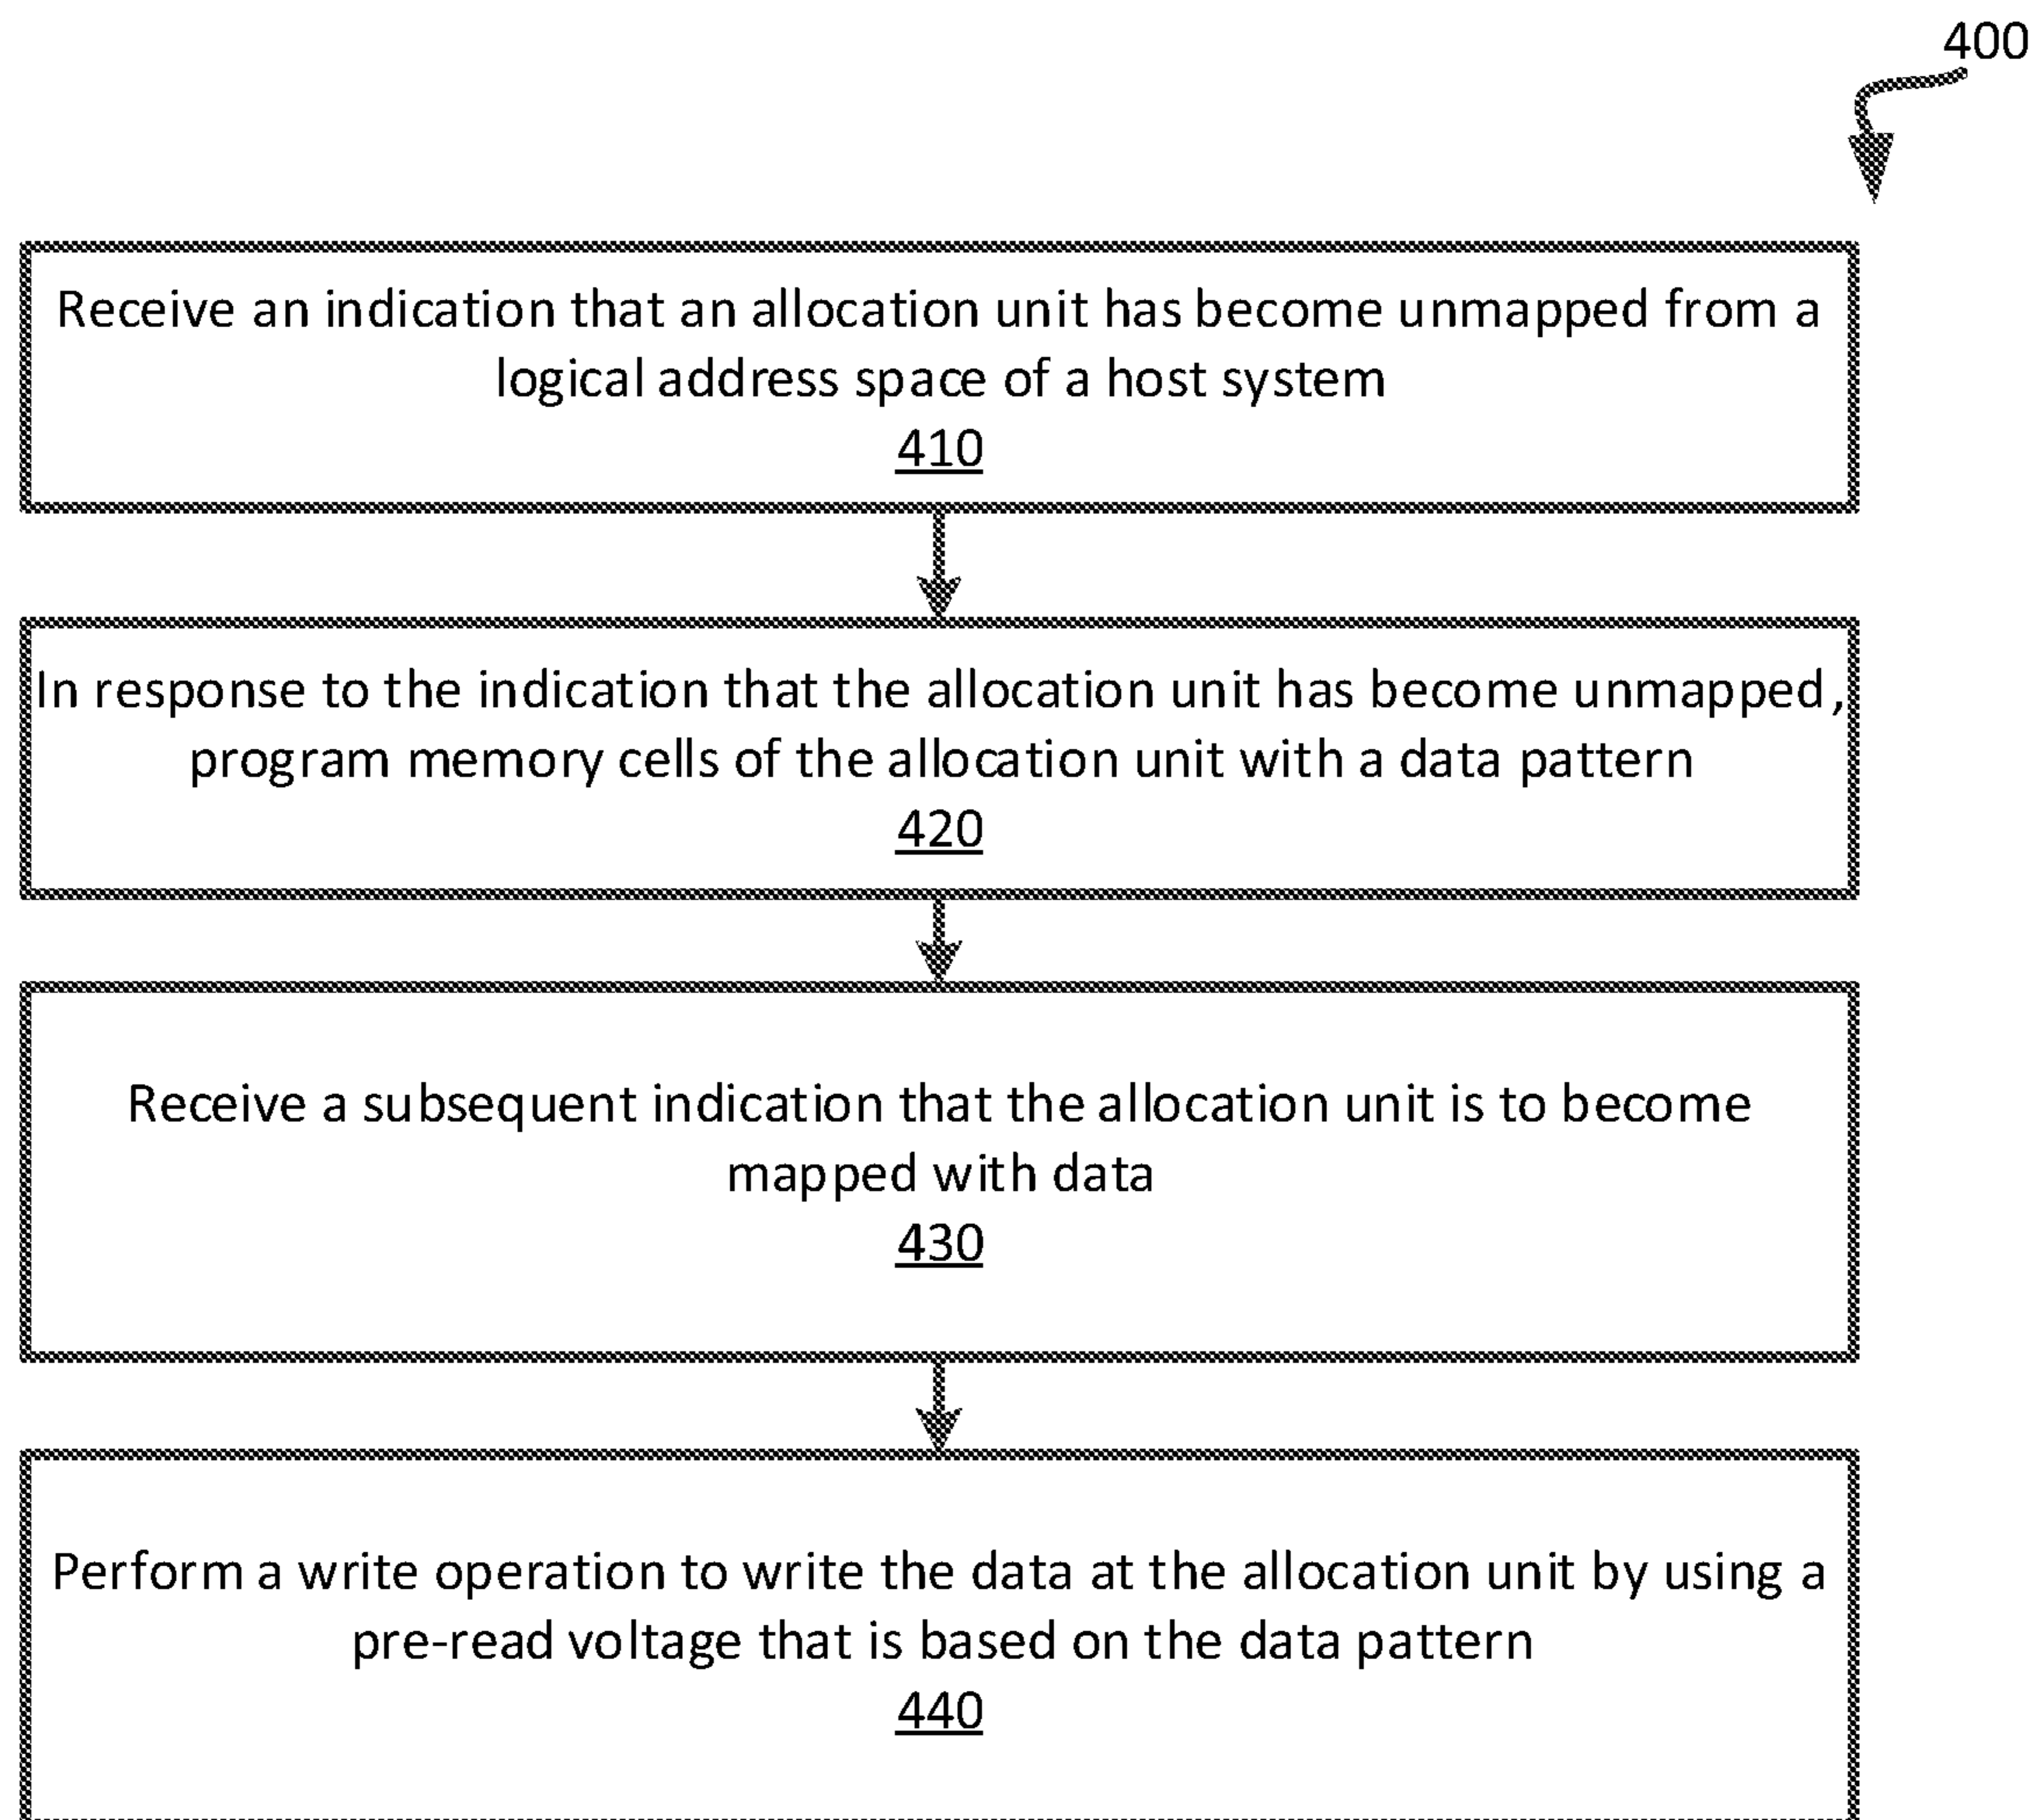 400
Receive an indication that an allocation unit has become unmapped from a
logical address space of a host system
410
In response to the indication that the allocation unit has become unmapped,
program memory cells of the allocation unit with a data pattern
420
Receive a subsequent indication that the allocation unit is to become
mapped with data
430
Perform a write operation to write the data at the allocation unit by using a
pre-read voltage that is based on the data pattern
440